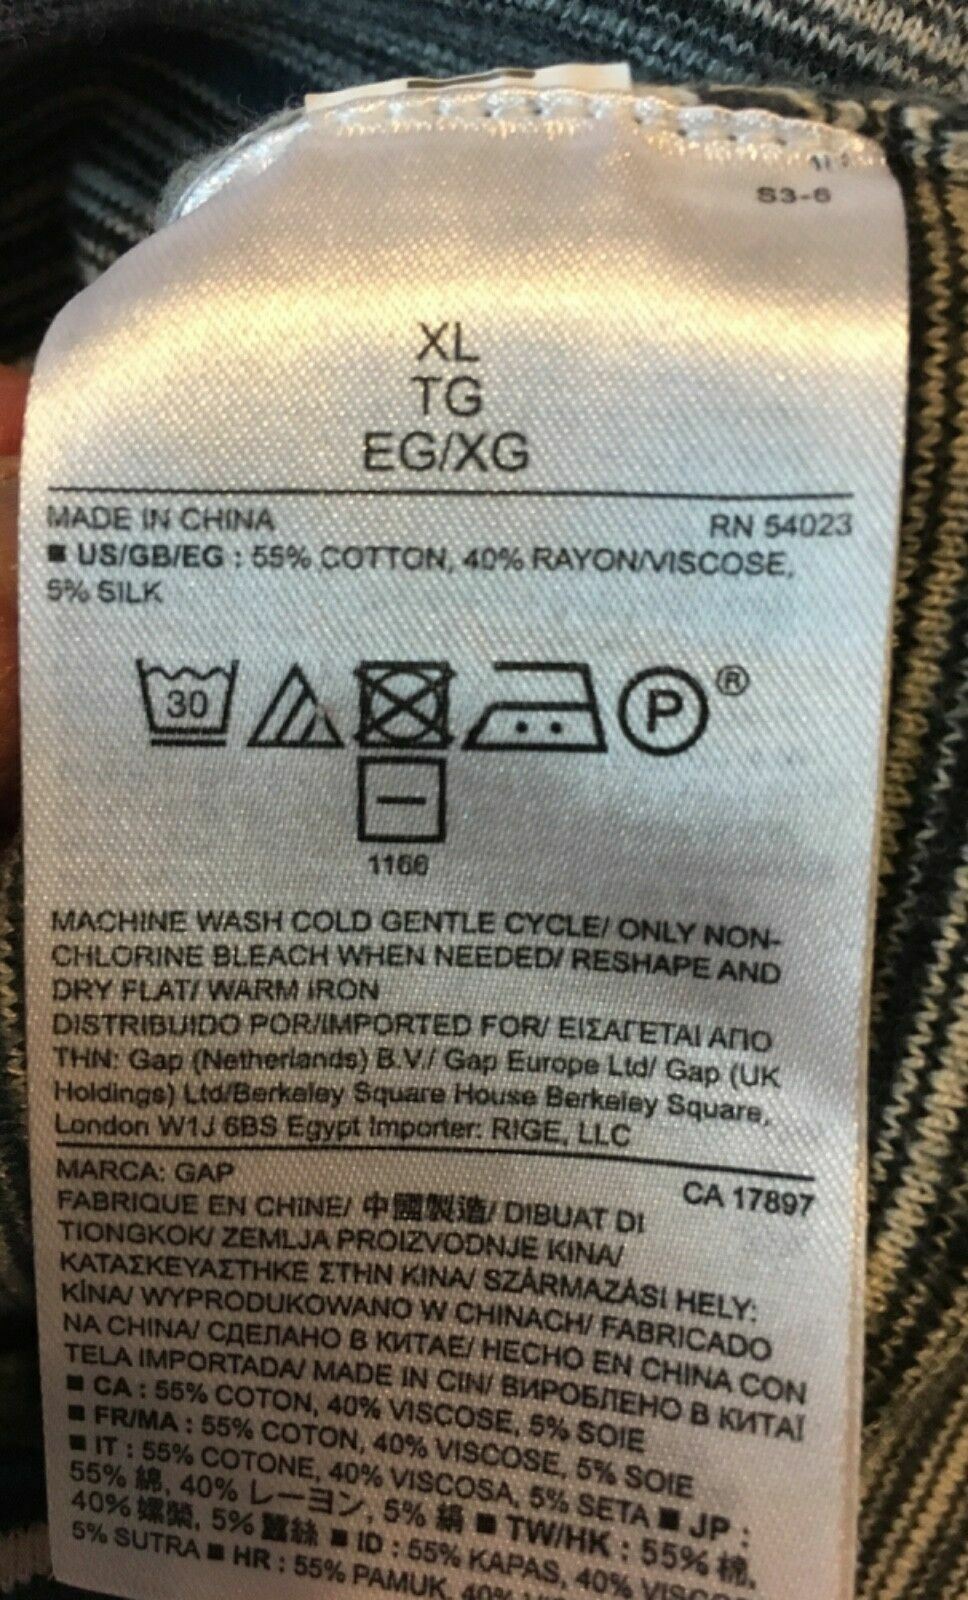 S3-6
XL
TG
EG/XG
MADE IN CHINA RN 54023
■ US/GB/EG : 55% COTTON, 40% RAYON/VISCOSE,
5% SILK
30 P ®
1166
MACHINE WASH COLD GENTLE CYCLE/ ONLY NON-
CHLORINE BLEACH WHEN NEEDED/ RESHAPE AND
DRY FLAT/ WARM IRON
DISTRIBUIDO POR/IMPORTED FOR/ ΕΙΣΑΓΕΤΑΙ ΑΠΟ
ΤΗΝ: Gap (Netherlands) B.V./ Gap Europe Ltd/ Gap (UK
Holdings) Ltd/Berkeley Square House Berkeley Square,
London W1J 6BS Egypt Importer: RIGE, LLC
MARCA: GAP CA 17897
FABRIQUE EN CHINE/ 中國製造/ DIBUAT DI
TIONGKOK/ ZEMLJA PROIZVODNJE KINA/
ΚΑΤΑΣΚΕΥΑΣΤΗΚΕ ΣΤΗΝ ΚΙΝΑ/ SZÁRMAZÁSI HELY:
KÍNA/ WYPRODUKOWANO W CHINACH/ FABRICADO
NA CHINA/ СДЕЛАНО В КИТАЕ/ HECHO EN CHINA CON
TELA IMPORTADA/ MADE IN CIN/ ВИРОБЛЕНО В КИТАЇ
■ CA : 55% COTON, 40% VISCOSE, 5% SOIE
■ FR/MA : 55% COTON, 40% VISCOSE, 5% SOIE
■ IT : 55% COTONE, 40% VISCOSA, 5% SETA ■ JP :
55% 綿, 40% レーヨン, 5% 絹 ■ TW/HK : 55% 棉,
40% 螺縈, 5% 蠶絲 ■ ID : 55% KAPAS, 40% VISCOSE
5% SUTRA ■ HR : 55% PAMUK, 40%